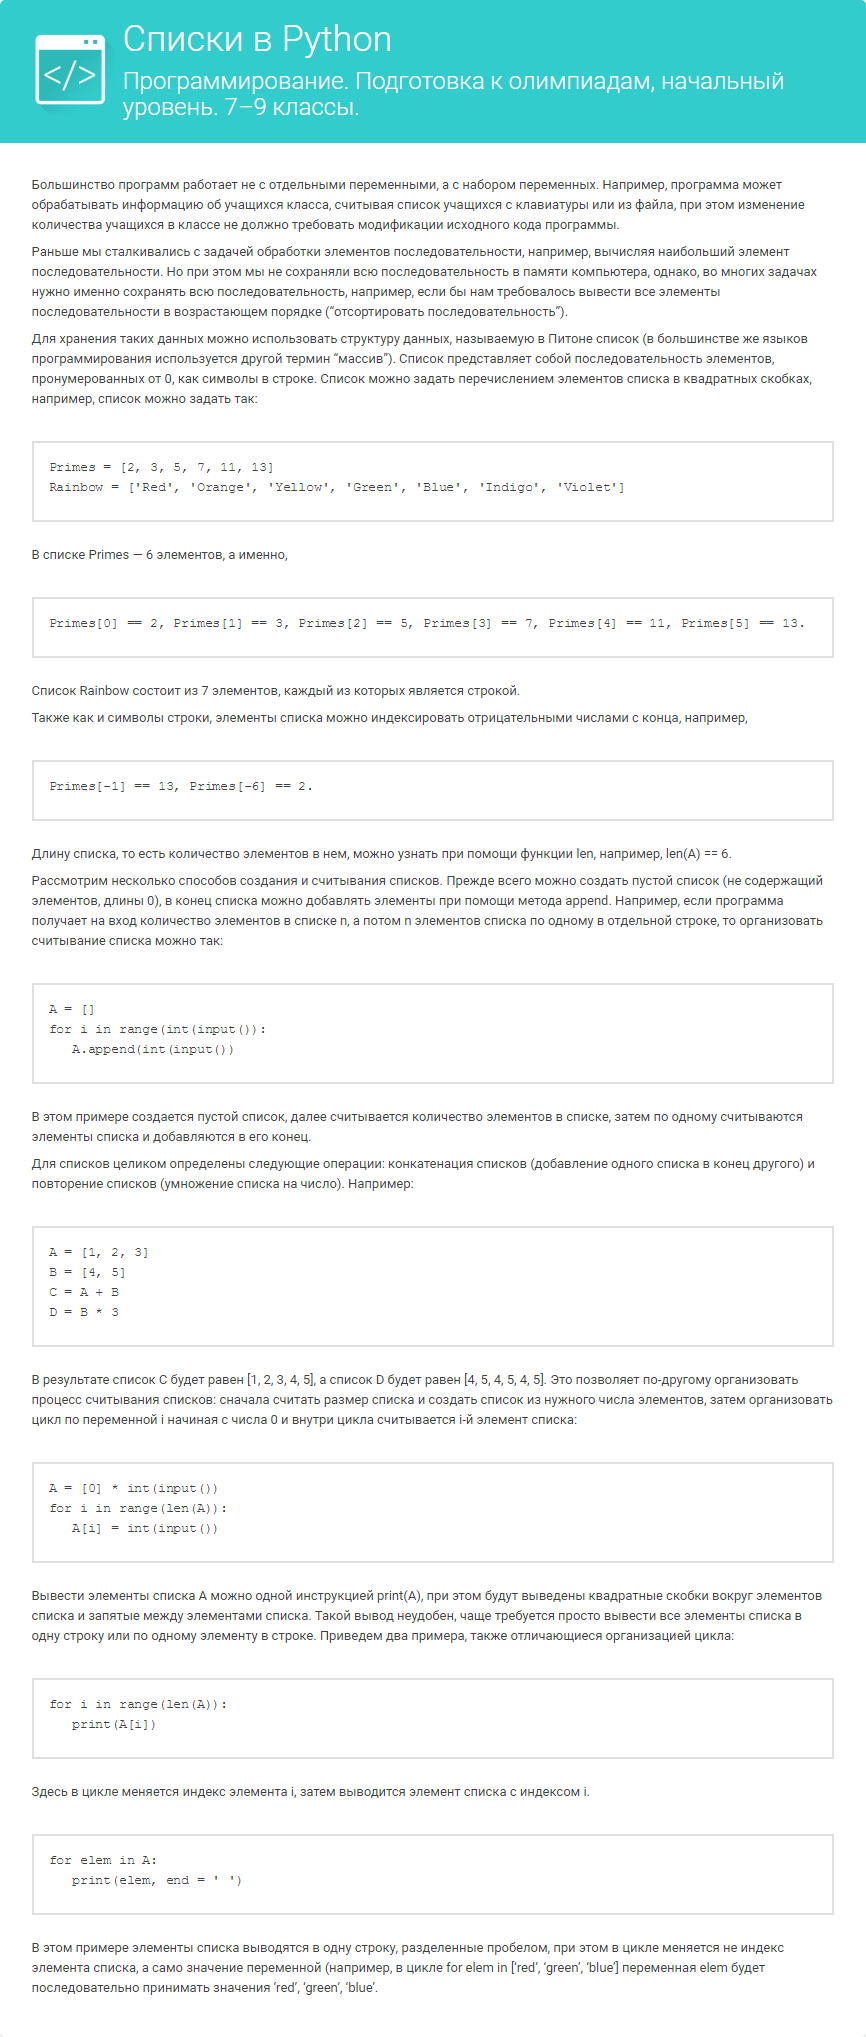 </>
Списки в Python
Программирование. Подготовка к олимпиадам, начальный
уровень. 7–9 классы.
Большинство программ работает не с отдельными переменными, а с набором переменных. Например, программа может
обрабатывать информацию об учащихся класса, считывая список учащихся с клавиатуры или из файла, при этом изменение
количества учащихся в классе не должно требовать модификации исходного кода программы.
Раньше мы сталкивались с задачей обработки элементов последовательности, например, вычисляя наибольший элемент
последовательности. Но при этом мы не сохраняли всю последовательность в памяти компьютера, однако, во многих задачах
нужно именно сохранять всю последовательность, например, если бы нам требовалось вывести все элементы
последовательности в возрастающем порядке (“отсортировать последовательность”).
Для хранения таких данных можно использовать структуру данных, называемую в Питоне список (в большинстве же языков
программирования используется другой термин “массив”). Список представляет собой последовательность элементов,
пронумерованных от 0, как символы в строке. Список можно задать перечислением элементов списка в квадратных скобках,
например, список можно задать так:
Primes = [2, 3, 5, 7, 11, 13]
Rainbow = ['Red', 'Orange', 'Yellow', 'Green', 'Blue', 'Indigo', 'Violet']
В списке Primes — 6 элементов, а именно,
Primes[0] == 2, Primes[1] == 3, Primes[2] == 5, Primes[3] == 7, Primes[4] == 11, Primes[5] == 13.
Список Rainbow состоит из 7 элементов, каждый из которых является строкой.
Также как и символы строки, элементы списка можно индексировать отрицательными числами с конца, например,
Primes[-1] == 13, Primes[-6] == 2.
Длину списка, то есть количество элементов в нем, можно узнать при помощи функции len, например, len(A) == 6.
Рассмотрим несколько способов создания и считывания списков. Прежде всего можно создать пустой список (не содержащий
элементов, длины 0), в конец списка можно добавлять элементы при помощи метода append. Например, если программа
получает на вход количество элементов в списке n, а потом n элементов списка по одному в отдельной строке, то организовать
считывание списка можно так:
A = []
for i in range(int(input()):
   A.append(int(input())
В этом примере создается пустой список, далее считывается количество элементов в списке, затем по одному считываются
элементы списка и добавляются в его конец.
Для списков целиком определены следующие операции: конкатенация списков (добавление одного списка в конец другого) и
повторение списков (умножение списка на число). Например:
A = [1, 2, 3]
B = [4, 5]
C = A + B
D = B * 3
В результате список C будет равен [1, 2, 3, 4, 5], а список D будет равен [4, 5, 4, 5, 4, 5]. Это позволяет по-другому организовать
процесс считывания списков: сначала считать размер списка и создать список из нужного числа элементов, затем организовать
цикл по переменной i начиная с числа 0 и внутри цикла считывается i-й элемент списка:
A = [0] * int(input())
for i in range(len(A)):
   A[i] = int(input())
Вывести элементы списка A можно одной инструкцией print(A), при этом будут выведены квадратные скобки вокруг элементов
списка и запятые между элементами списка. Такой вывод неудобен, чаще требуется просто вывести все элементы списка в
одну строку или по одному элементу в строке. Приведем два примера, также отличающиеся организацией цикла:
for i in range(len(A)):
   print(A[i])
Здесь в цикле меняется индекс элемента i, затем выводится элемент списка с индексом i.
for elem in A:
   print(elem, end = ' ')
В этом примере элементы списка выводятся в одну строку, разделенные пробелом, при этом в цикле меняется не индекс
элемента списка, а само значение переменной (например, в цикле for elem in [‘red’, ‘green’, ‘blue’] переменная elem будет
последовательно принимать значения ‘red’, ‘green’, ‘blue’.